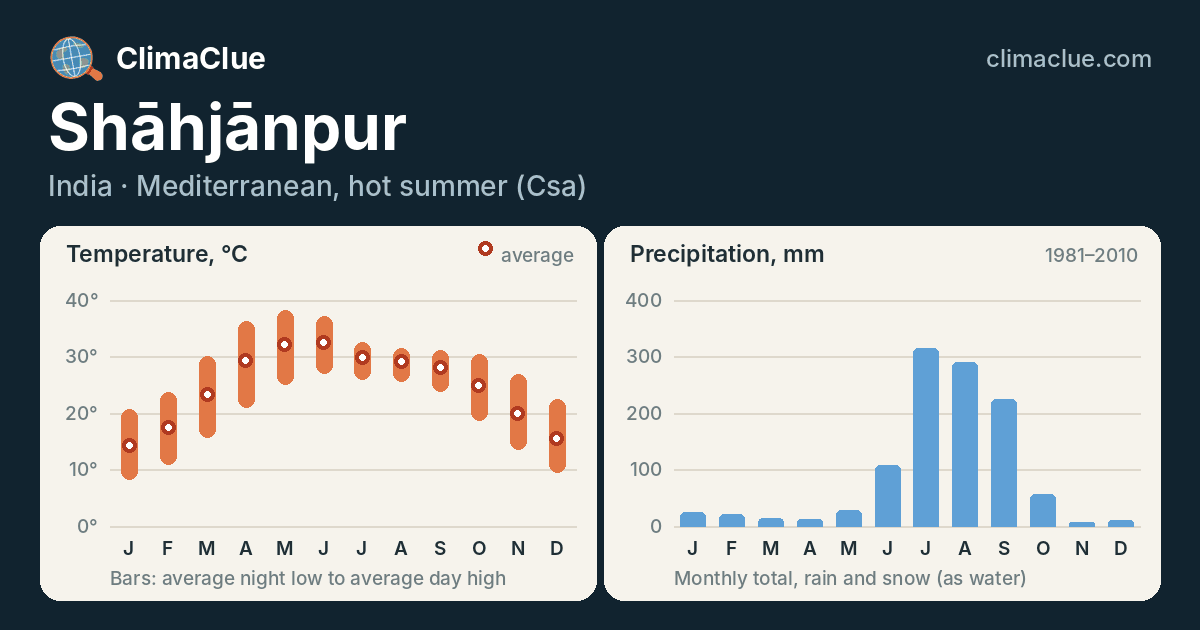 ClimaClue
climaclue.com
Shāhjānpur
India · Mediterranean, hot summer (Csa)
Temperature, °C
average
40°
30°
20°
10°
0°
J F M A M J J A S O N D
Bars: average night low to average day high
Precipitation, mm
1981–2010
400
300
200
100
0
J F M A M J J A S O N D
Monthly total, rain and snow (as water)